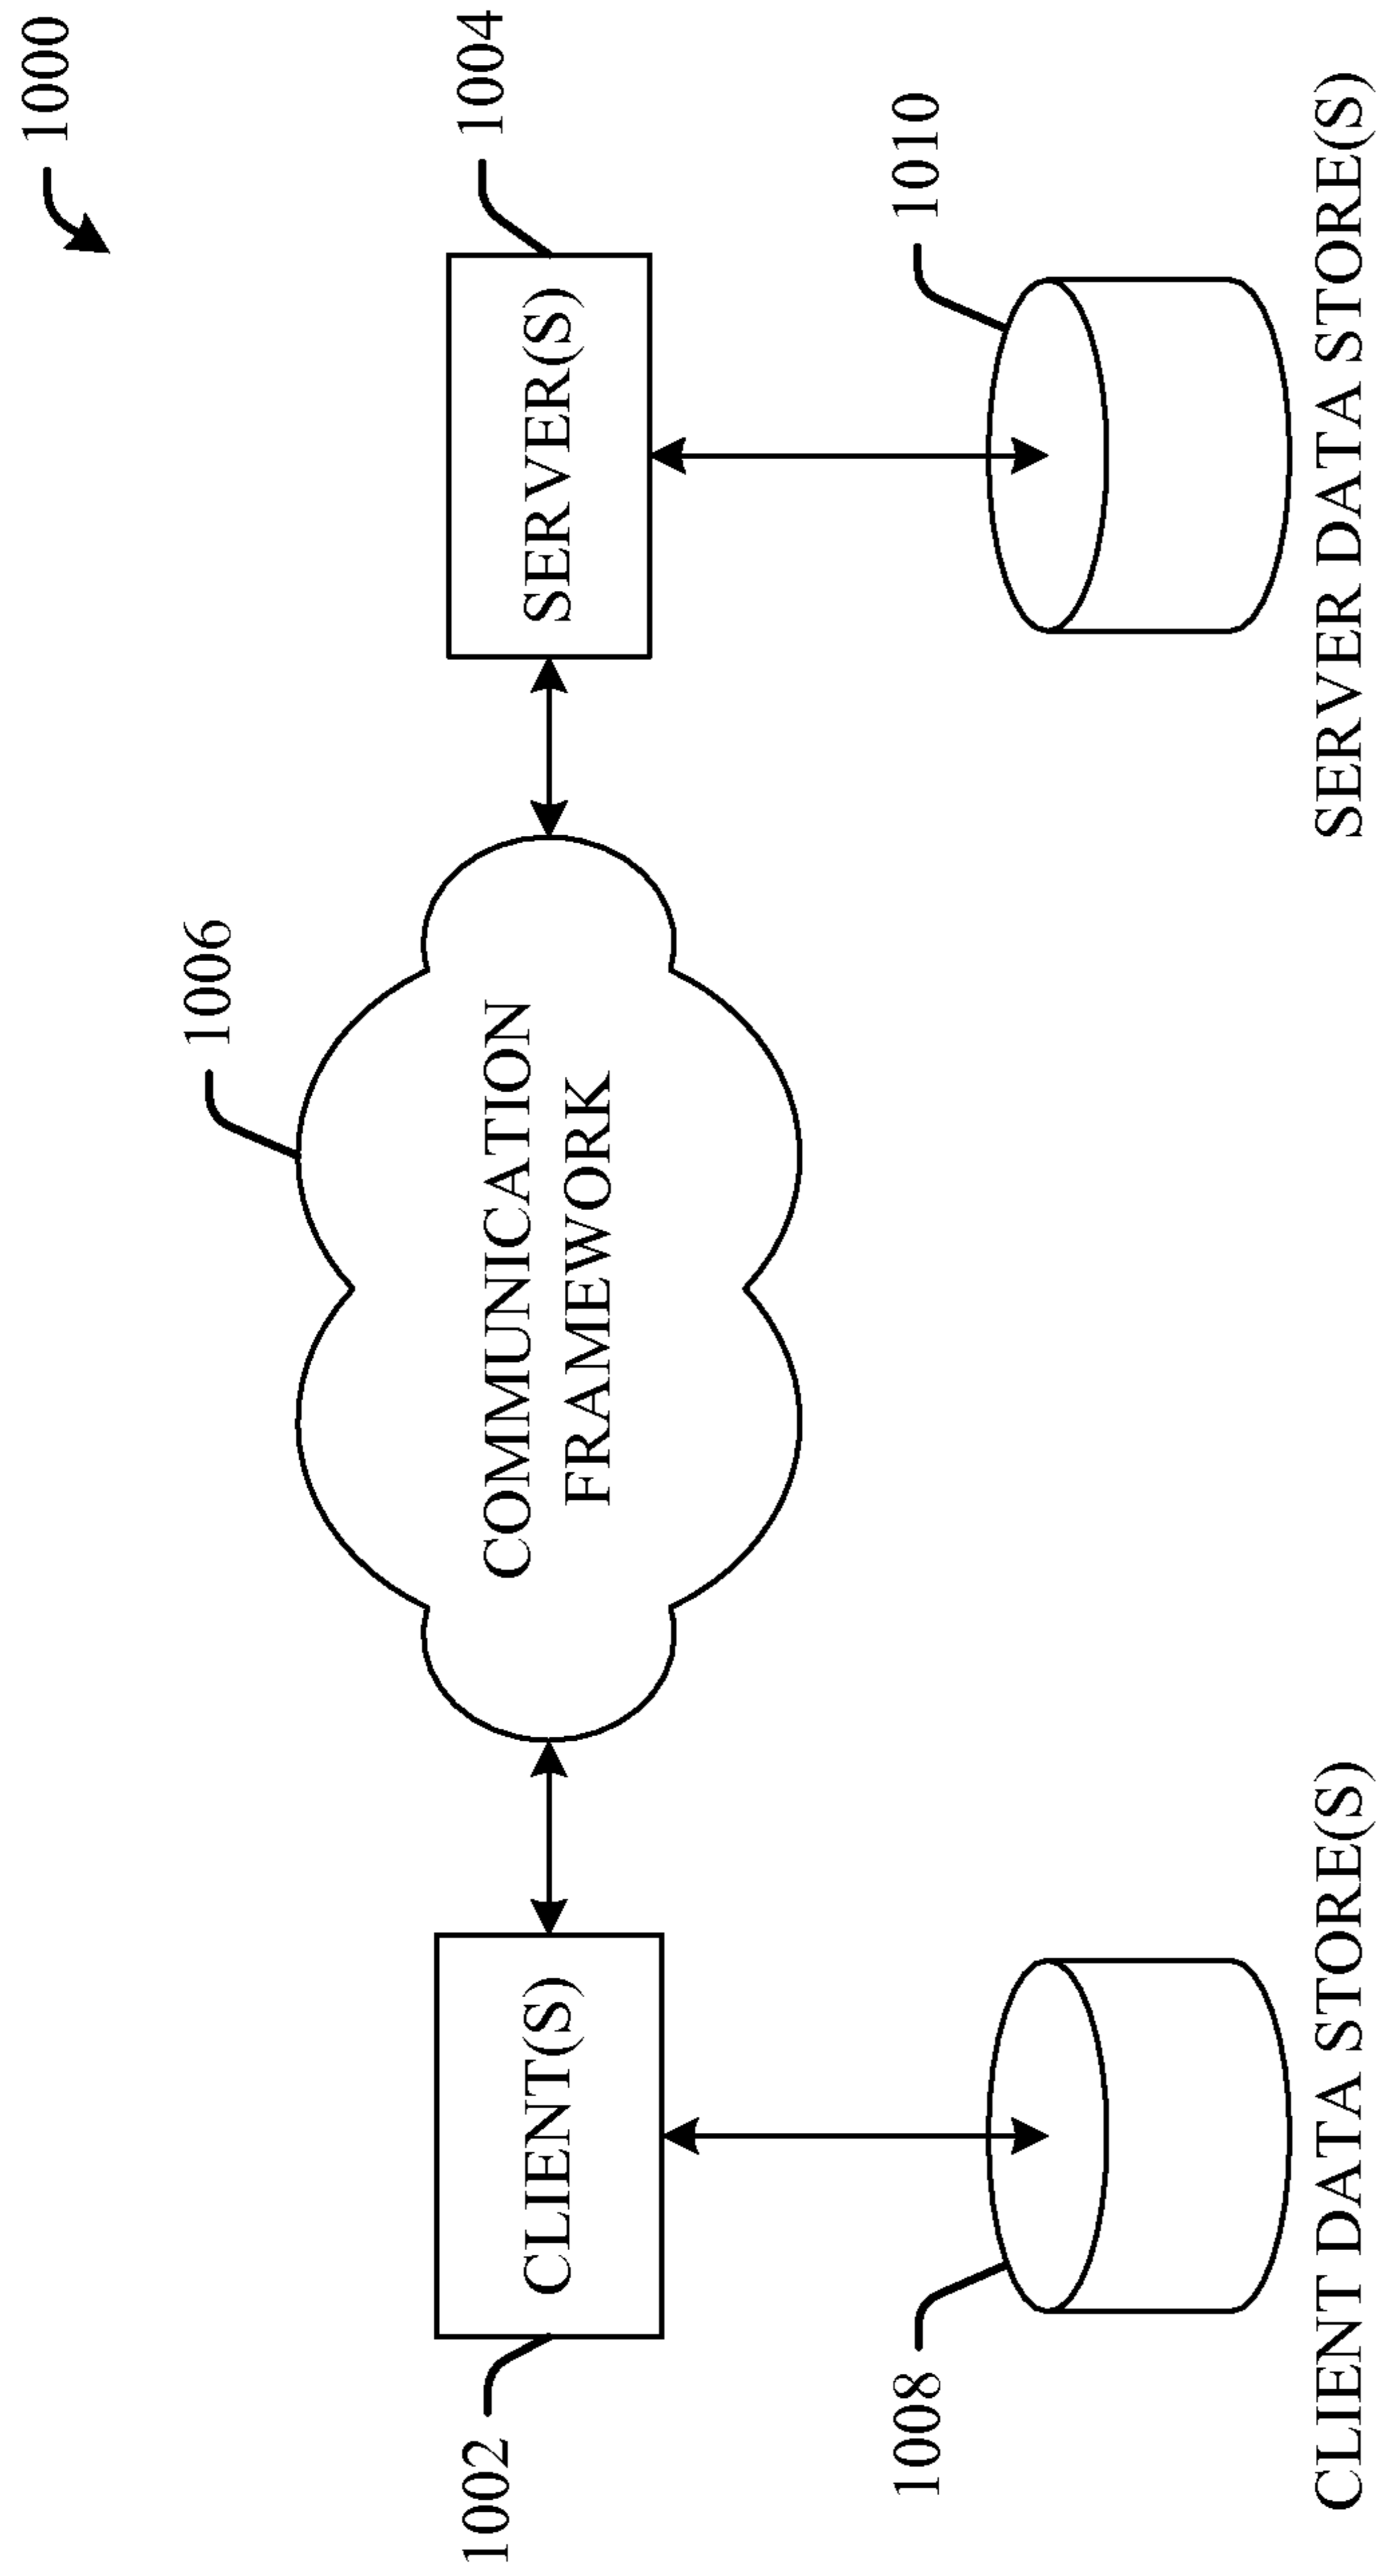 1000
1002
CLIENT(S)
1006
COMMUNICATION
FRAMEWORK
SERVER(S)
1004
1008
1010
CLIENT DATA STORE(S)
SERVER DATA STORE(S)